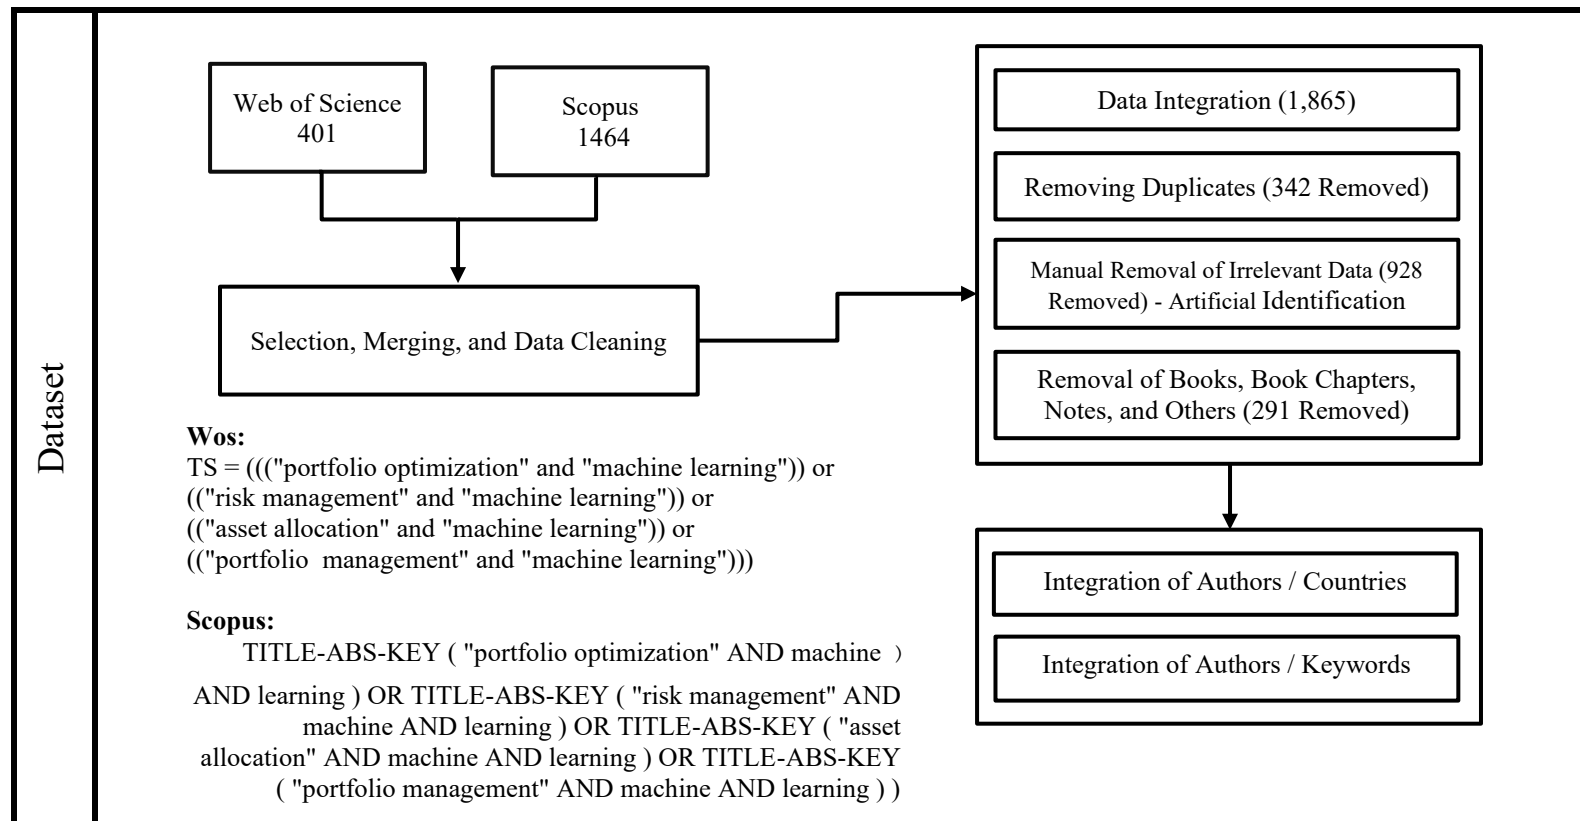 Dataset
Web of Science
401
Scopus
1464
Selection, Merging, and Data Cleaning
Wos:
TS = ((("portfolio optimization" and "machine learning")) or
(("risk management" and "machine learning")) or
(("asset allocation" and "machine learning")) or
(("portfolio  management" and "machine learning")))
Scopus:
TITLE-ABS-KEY ( "portfolio optimization" AND machine )
AND learning ) OR TITLE-ABS-KEY ( "risk management" AND
machine AND learning ) OR TITLE-ABS-KEY ( "asset
allocation" AND machine AND learning ) OR TITLE-ABS-KEY
( "portfolio management" AND machine AND learning ) )
Data Integration (1,865)
Removing Duplicates (342 Removed)
Manual Removal of Irrelevant Data (928
Removed) - Artificial Identification
Removal of Books, Book Chapters,
Notes, and Others (291 Removed)
Integration of Authors / Countries
Integration of Authors / Keywords